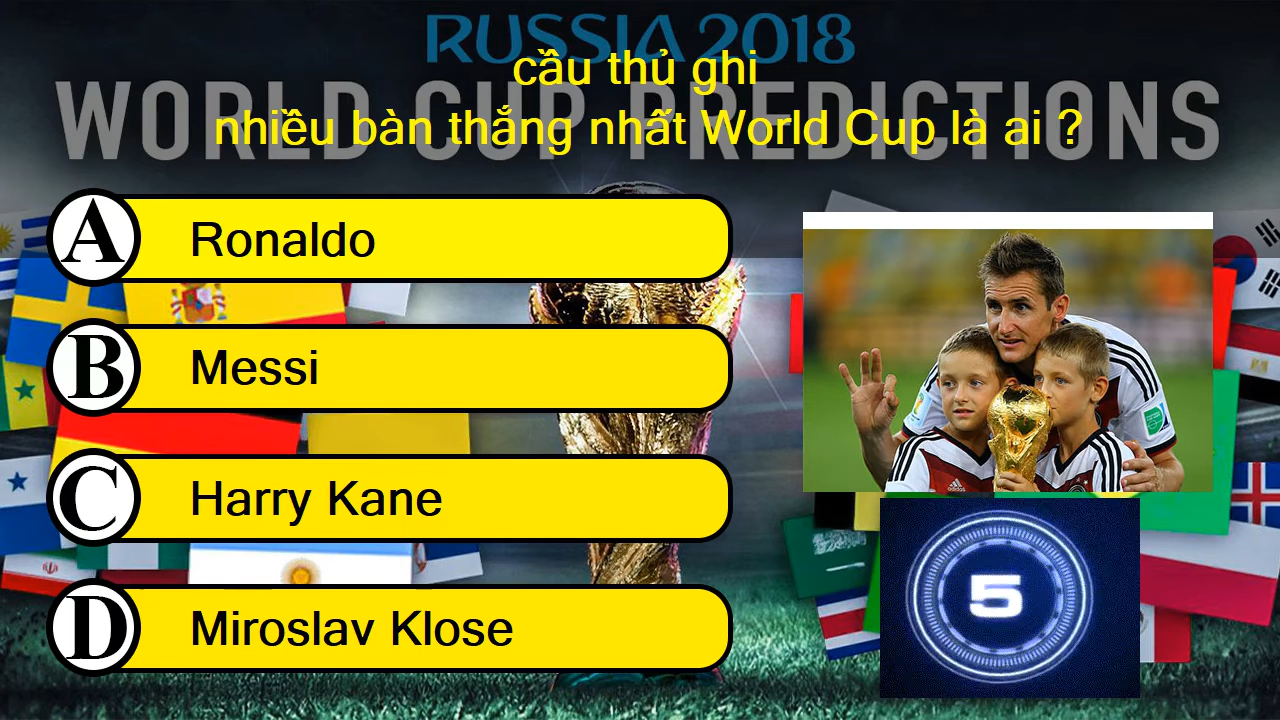 RUSSIA 2018
WORLD CUP PREDICTIONS
cầu thủ ghi
nhiều bàn thắng nhất World Cup là ai ?
A Ronaldo
B Messi
C Harry Kane
D Miroslav Klose
adidas
5